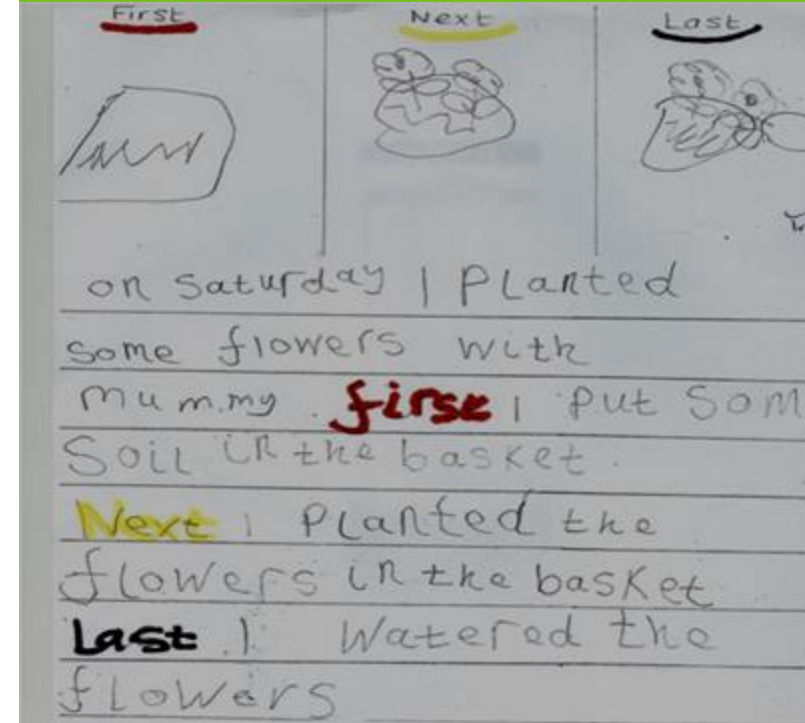 First Next Last
on Saturday I Planted
some flowers with
mummy. first I Put Som
Soil in the basket.
Next I Planted the
flowers in the basket
Last I Watered the
flowers